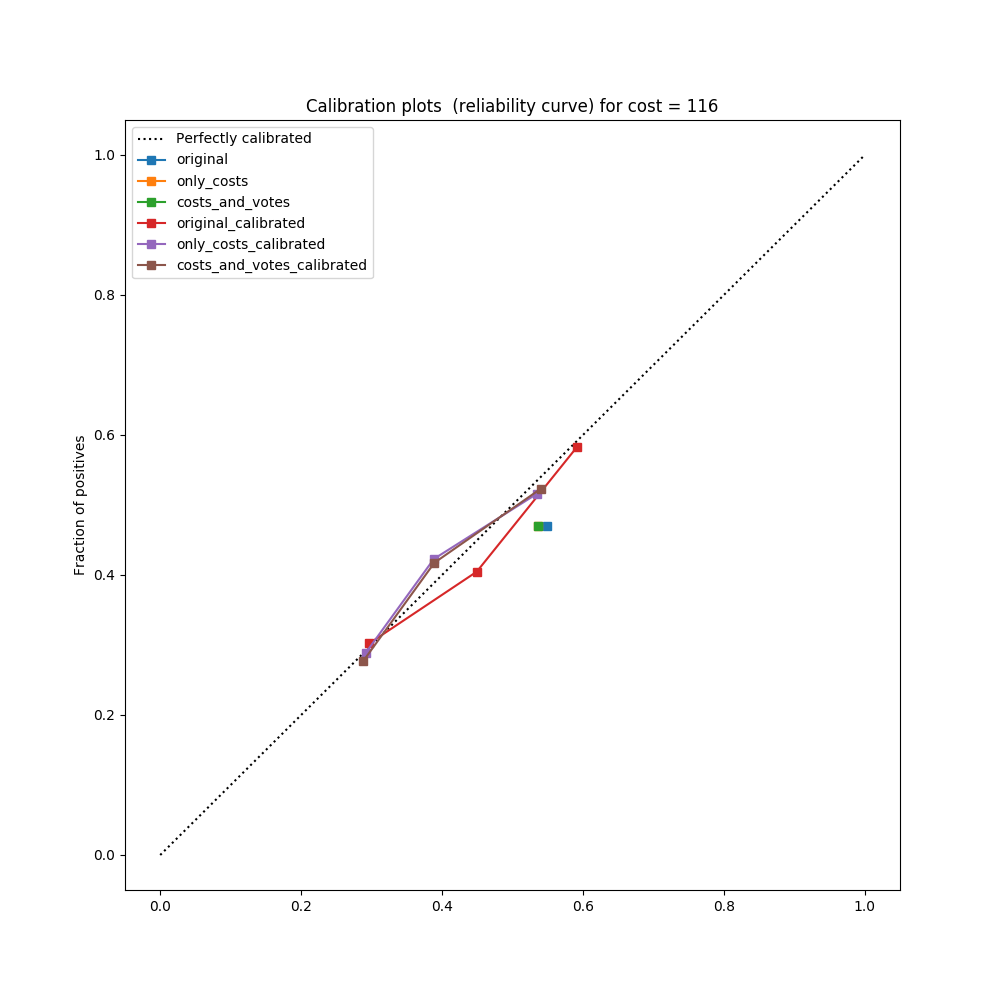 Calibration plots  (reliability curve) for cost = 116
Perfectly calibrated
original
only_costs
costs_and_votes
original_calibrated
only_costs_calibrated
costs_and_votes_calibrated
Fraction of positives
1.0
0.8
0.6
0.4
0.2
0.0
0.0 0.2 0.4 0.6 0.8 1.0